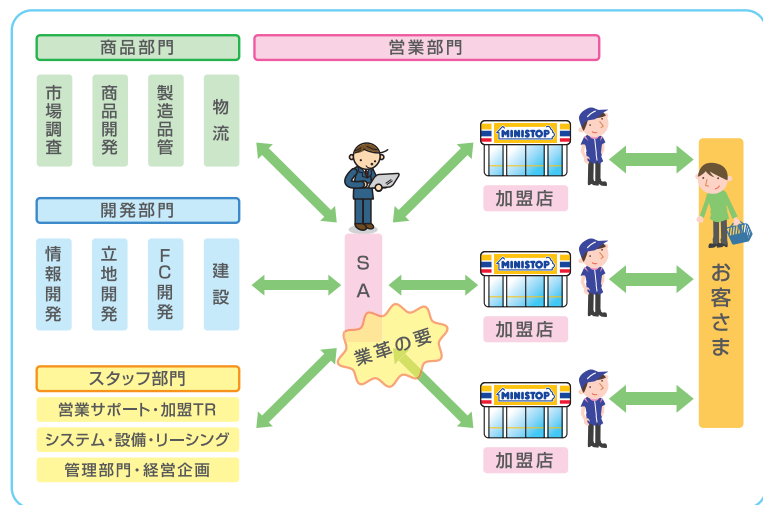 商品部門
営業部門
市場調査
商品開発
製造品管
物流
MINISTOP
加盟店
開発部門
情報開発
立地開発
FC開発
建設
SA
業革の要
MINISTOP
加盟店
お客さま
スタッフ部門
営業サポート・加盟TR
システム・設備・リーシング
管理部門・経営企画
MINISTOP
加盟店